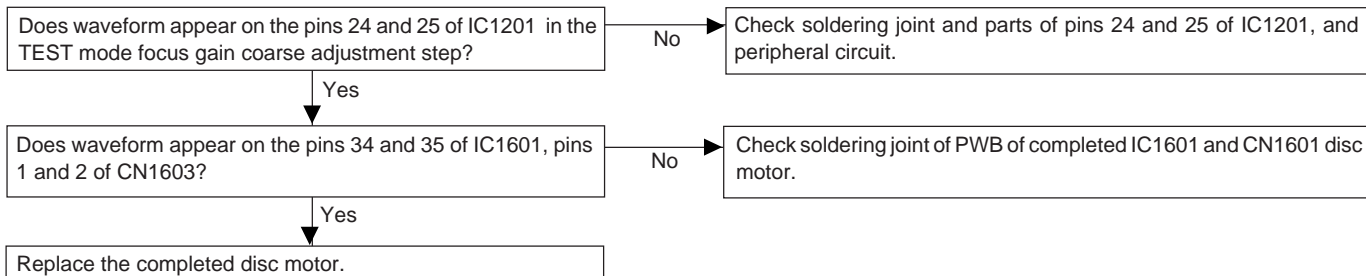 Does waveform appear on the pins 24 and 25 of IC1201 in the
TEST mode focus gain coarse adjustment step?
No
Check soldering joint and parts of pins 24 and 25 of IC1201, and
peripheral circuit.
Yes
Does waveform appear on the pins 34 and 35 of IC1601, pins
1 and 2 of CN1603?
No
Check soldering joint of PWB of completed IC1601 and CN1601 disc
motor.
Yes
Replace the completed disc motor.